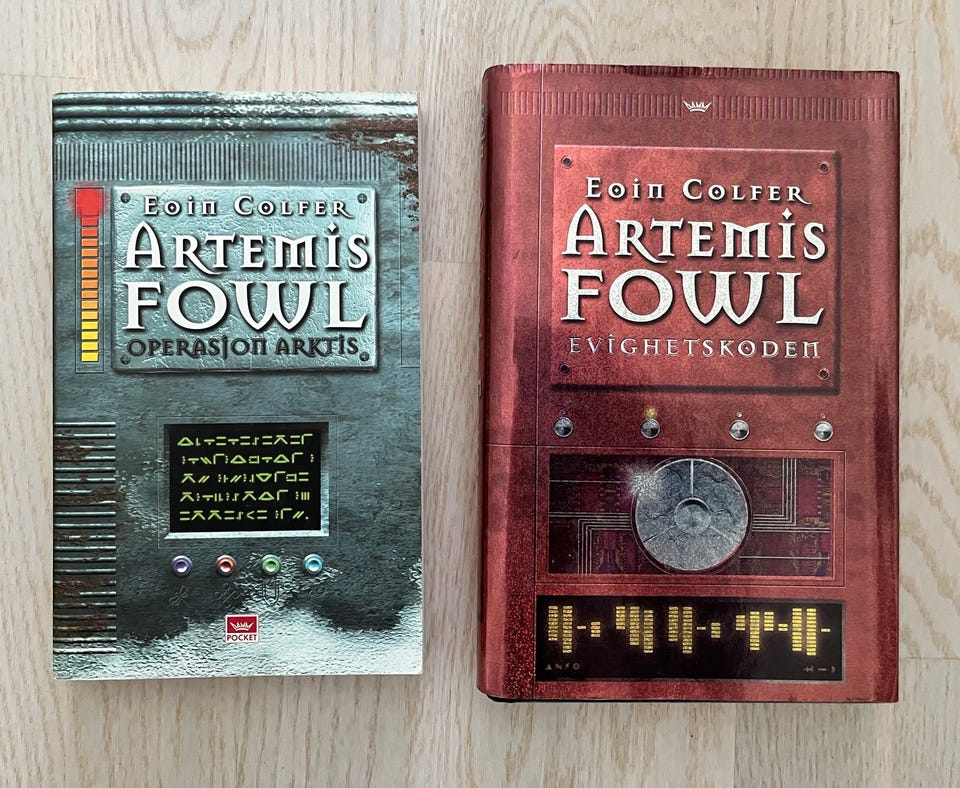 Eoin Colfer
Artemis
Fowl
Operasjon Arktis
POCKET
Eoin Colfer
Artemis
Fowl
Evighetskoden